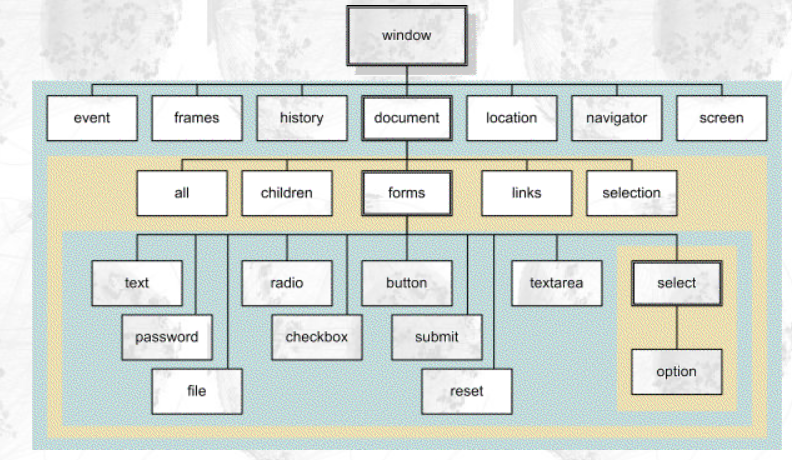 window
event frames history document location navigator screen
all children forms links selection
text radio button textarea select
password checkbox submit
option
file reset